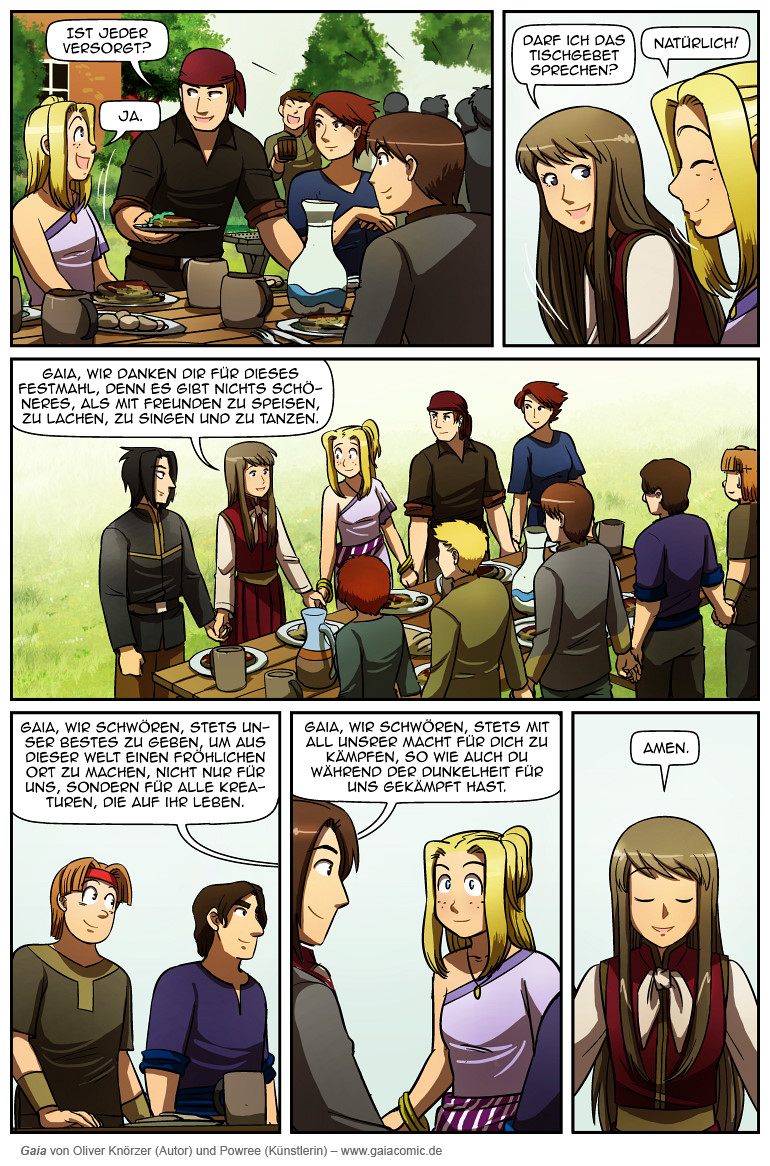 IST JEDER
VERSORGT?
JA.
DARF ICH DAS
TISCHGEBET
SPRECHEN?
NATÜRLICH!
GAIA, WIR DANKEN DIR FÜR DIESES
FESTMAHL, DENN ES GIBT NICHTS SCHÖ-
NERES, ALS MIT FREUNDEN ZU SPEISEN,
ZU LACHEN, ZU SINGEN UND ZU TANZEN.
GAIA, WIR SCHWÖREN, STETS UN-
SER BESTES ZU GEBEN, UM AUS
DIESER WELT EINEN FRÖHLICHEN
ORT ZU MACHEN, NICHT NUR FÜR
UNS, SONDERN FÜR ALLE KREA-
TUREN, DIE AUF IHR LEBEN.
GAIA, WIR SCHWÖREN, STETS MIT
ALL UNSRER MACHT FÜR DICH ZU
KÄMPFEN, SO WIE AUCH DU
WÄHREND DER DUNKELHEIT FÜR
UNS GEKÄMPFT HAST.
AMEN.
Gaia von Oliver Knörzer (Autor) und Powree (Künstlerin) – www.gaiacomic.de